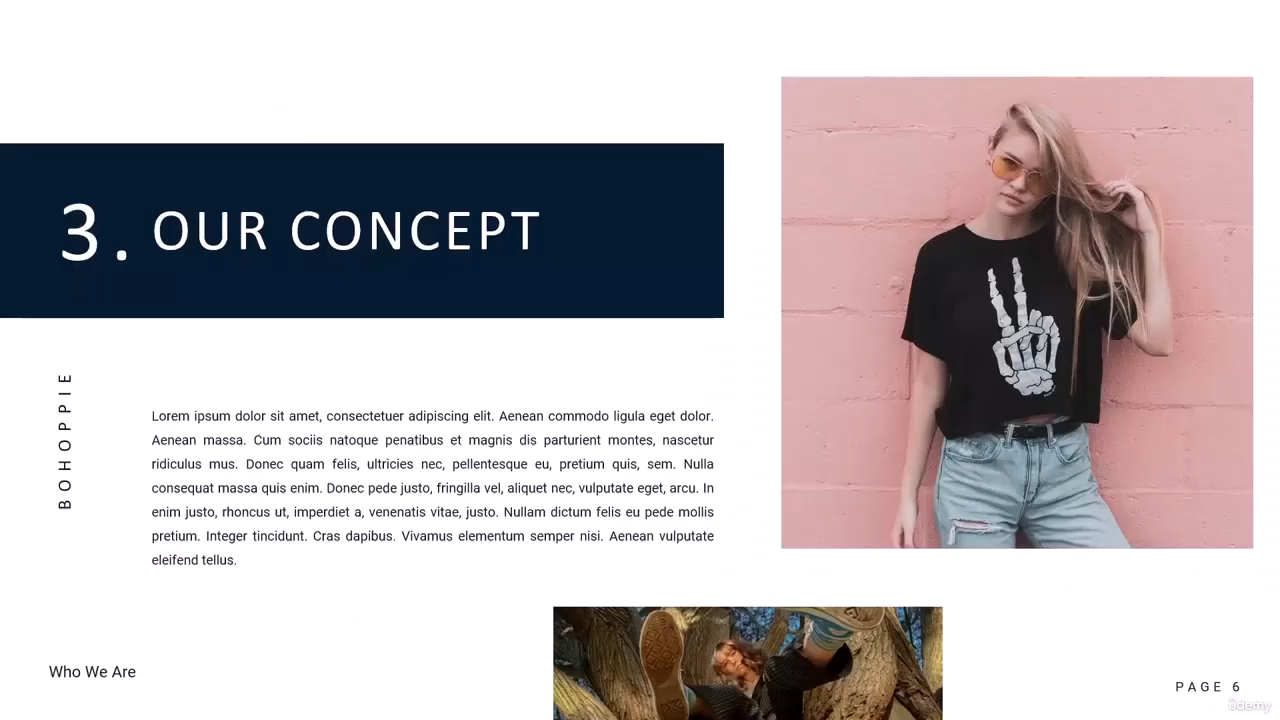 3. OUR CONCEPT
BOHOPPIE
Lorem ipsum dolor sit amet, consectetuer adipiscing elit. Aenean commodo ligula eget dolor.
Aenean massa. Cum sociis natoque penatibus et magnis dis parturient montes, nascetur
ridiculus mus. Donec quam felis, ultricies nec, pellentesque eu, pretium quis, sem. Nulla
consequat massa quis enim. Donec pede justo, fringilla vel, aliquet nec, vulputate eget, arcu. In
enim justo, rhoncus ut, imperdiet a, venenatis vitae, justo. Nullam dictum felis eu pede mollis
pretium. Integer tincidunt. Cras dapibus. Vivamus elementum semper nisi. Aenean vulputate
eleifend tellus.
Who We Are
PAGE 6
ûdemy